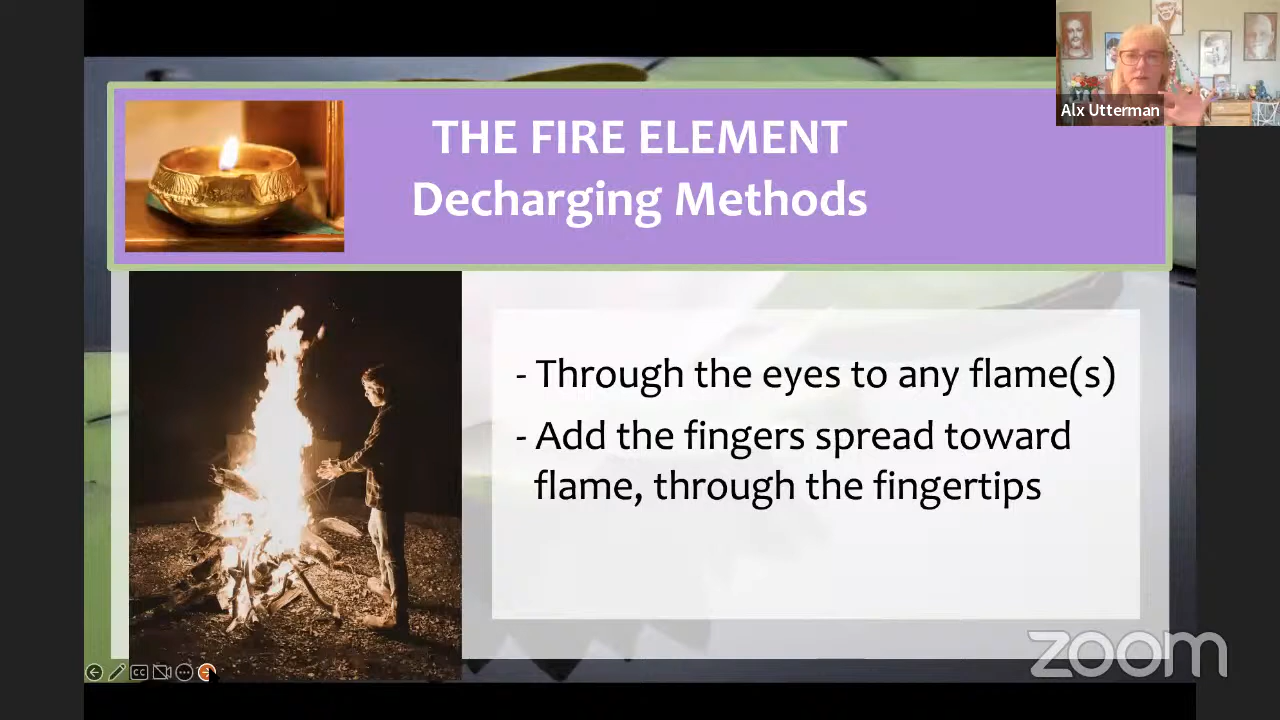 THE FIRE ELEMENT
Decharging Methods
Alx Utterman
- Through the eyes to any flame(s)
- Add the fingers spread toward
flame, through the fingertips
CC
zoom